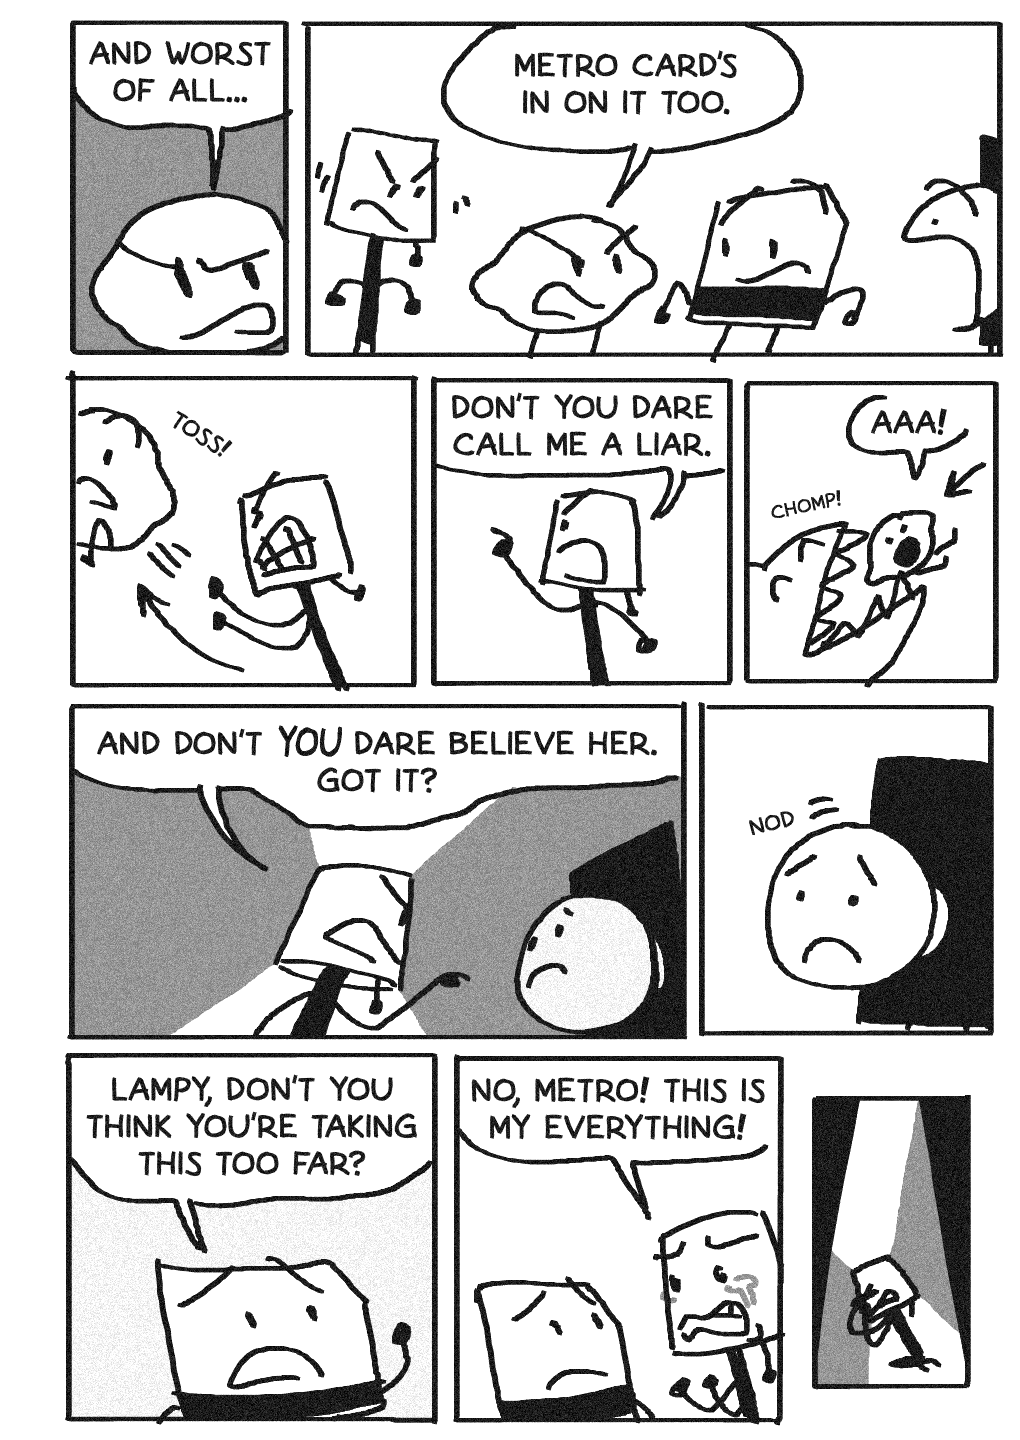 AND WORST
OF ALL...
METRO CARD'S
IN ON IT TOO.
TOSS!
DON'T YOU DARE
CALL ME A LIAR.
AAA!
CHOMP!
AND DON'T YOU DARE BELIEVE HER.
GOT IT?
NOD
LAMPY, DON'T YOU
THINK YOU'RE TAKING
THIS TOO FAR?
NO, METRO! THIS IS
MY EVERYTHING!